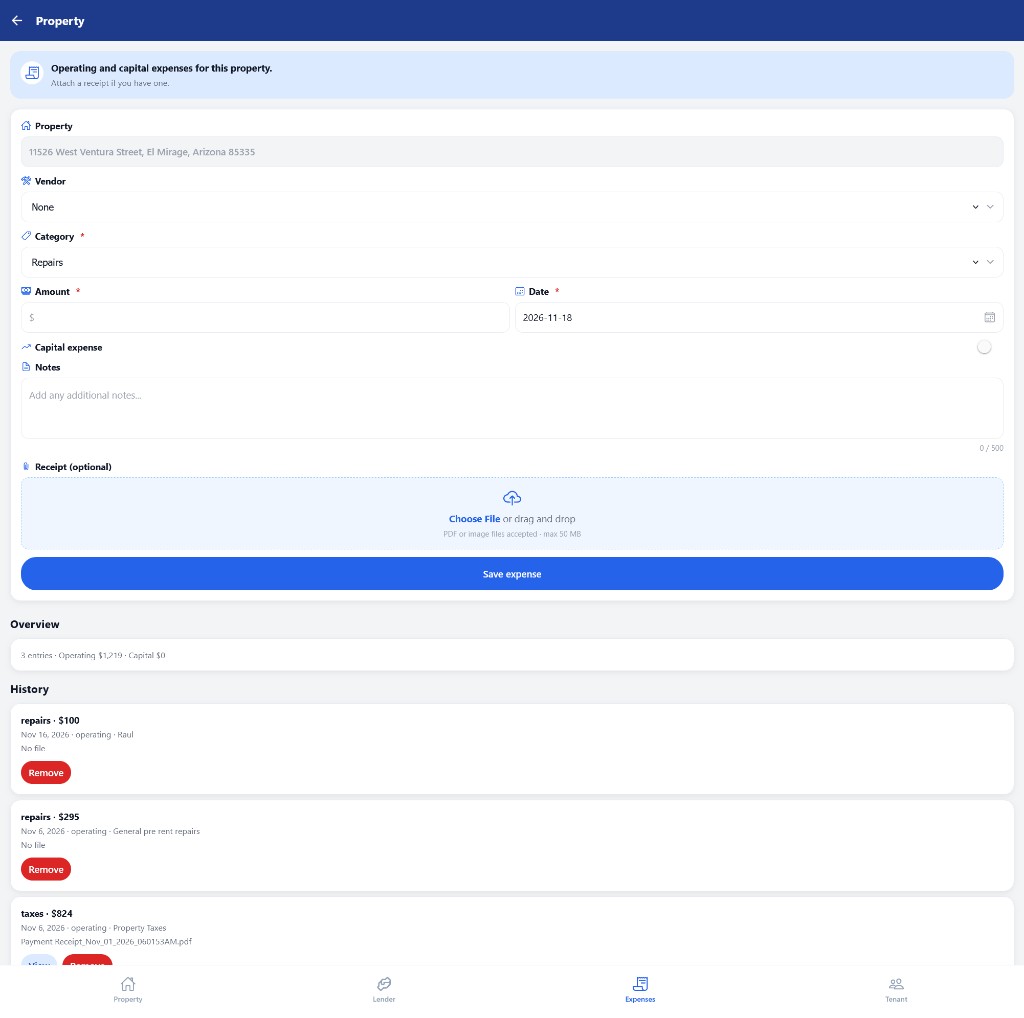 Property
Operating and capital expenses for this property.
Attach a receipt if you have one.
Property
11526 West Ventura Street, El Mirage, Arizona 85335
Vendor
None
Category *
Repairs
Amount *
Date *
$
2026-11-18
Capital expense
Notes
Add any additional notes...
0 / 500
Receipt (optional)
Choose File or drag and drop
PDF or image files accepted · max 50 MB
Save expense
Overview
3 entries · Operating $1,219 · Capital $0
History
repairs · $100
Nov 16, 2026 · operating · Raul
No file
Remove
repairs · $295
Nov 6, 2026 · operating · General pre rent repairs
No file
Remove
taxes · $824
Nov 6, 2026 · operating · Property Taxes
Payment Receipt_Nov_01_2026_060153AM.pdf
View Remove
Property
Lender
Expenses
Tenant